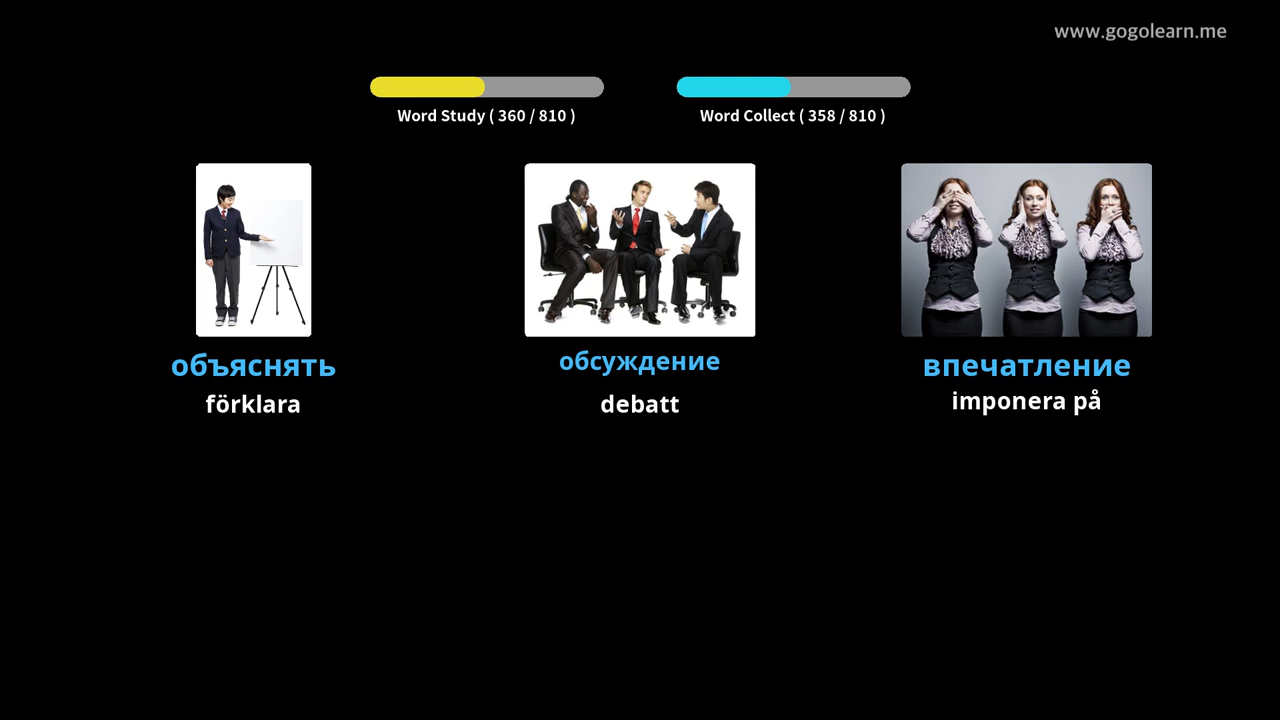 www.gogolearn.me
Word Study ( 360 / 810 )
Word Collect ( 358 / 810 )
объяснять
förklara
обсуждение
debatt
впечатление
imponera på